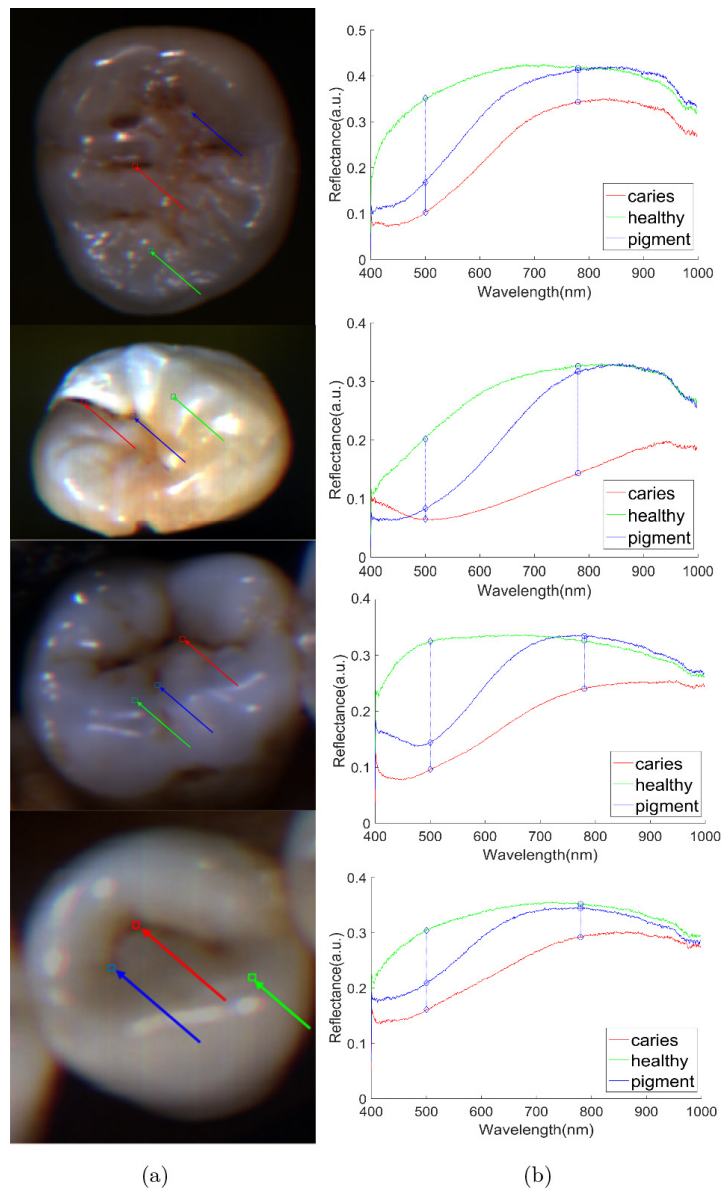 0.5
0.4
0.3
0.2
0.1
0
Reflectance(a.u.)
caries
healthy
pigment
400 500 600 700 800 900 1000
Wavelength(nm)
0.4
0.3
0.2
0.1
0
Reflectance(a.u.)
caries
healthy
pigment
400 500 600 700 800 900 1000
Wavelength(nm)
0.4
0.3
0.2
0.1
0
Reflectance(a.u.)
caries
healthy
pigment
400 500 600 700 800 900 1000
Wavelength(nm)
0.4
0.3
0.2
0.1
0
Reflectance(a.u.)
caries
healthy
pigment
400 500 600 700 800 900 1000
Wavelength(nm)
(a) (b)